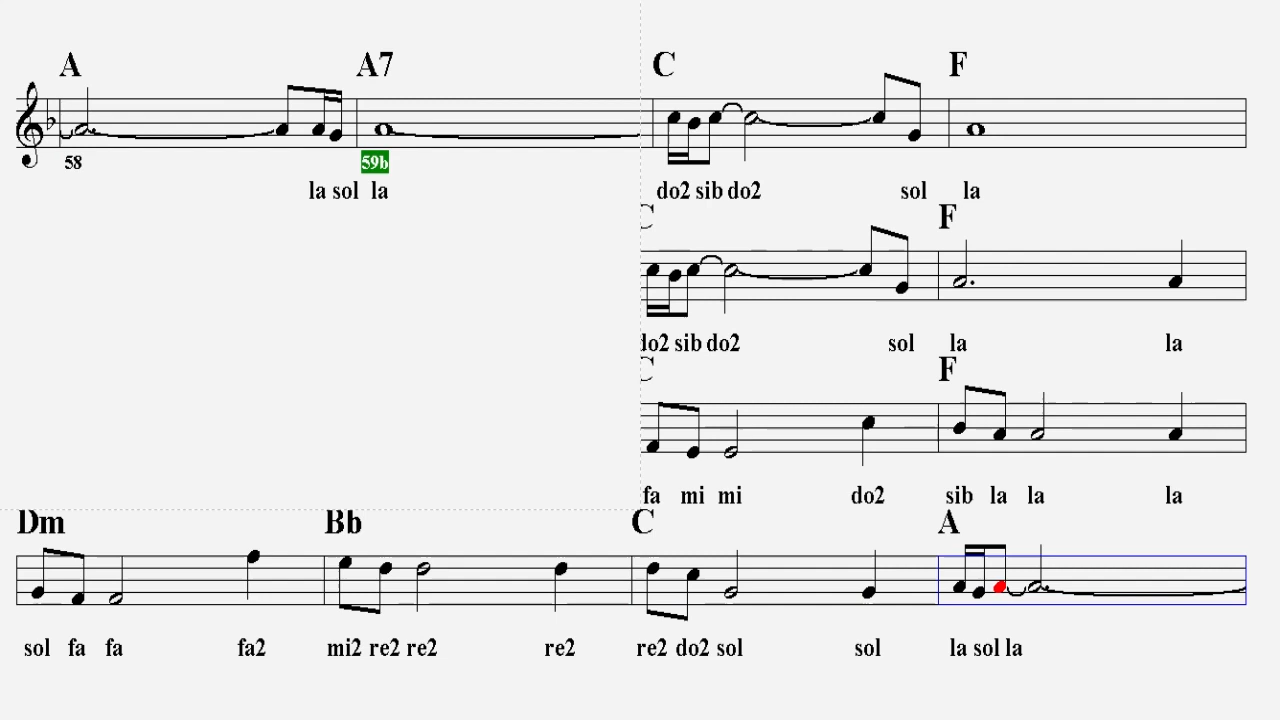 A A7 C F
58 59b
la sol la do2 sib do2 sol la
C F
do2 sib do2 sol la la
C F
fa mi mi do2 sib la la la
Dm Bb C A
sol fa fa fa2 mi2 re2 re2 re2 re2 do2 sol sol la sol la